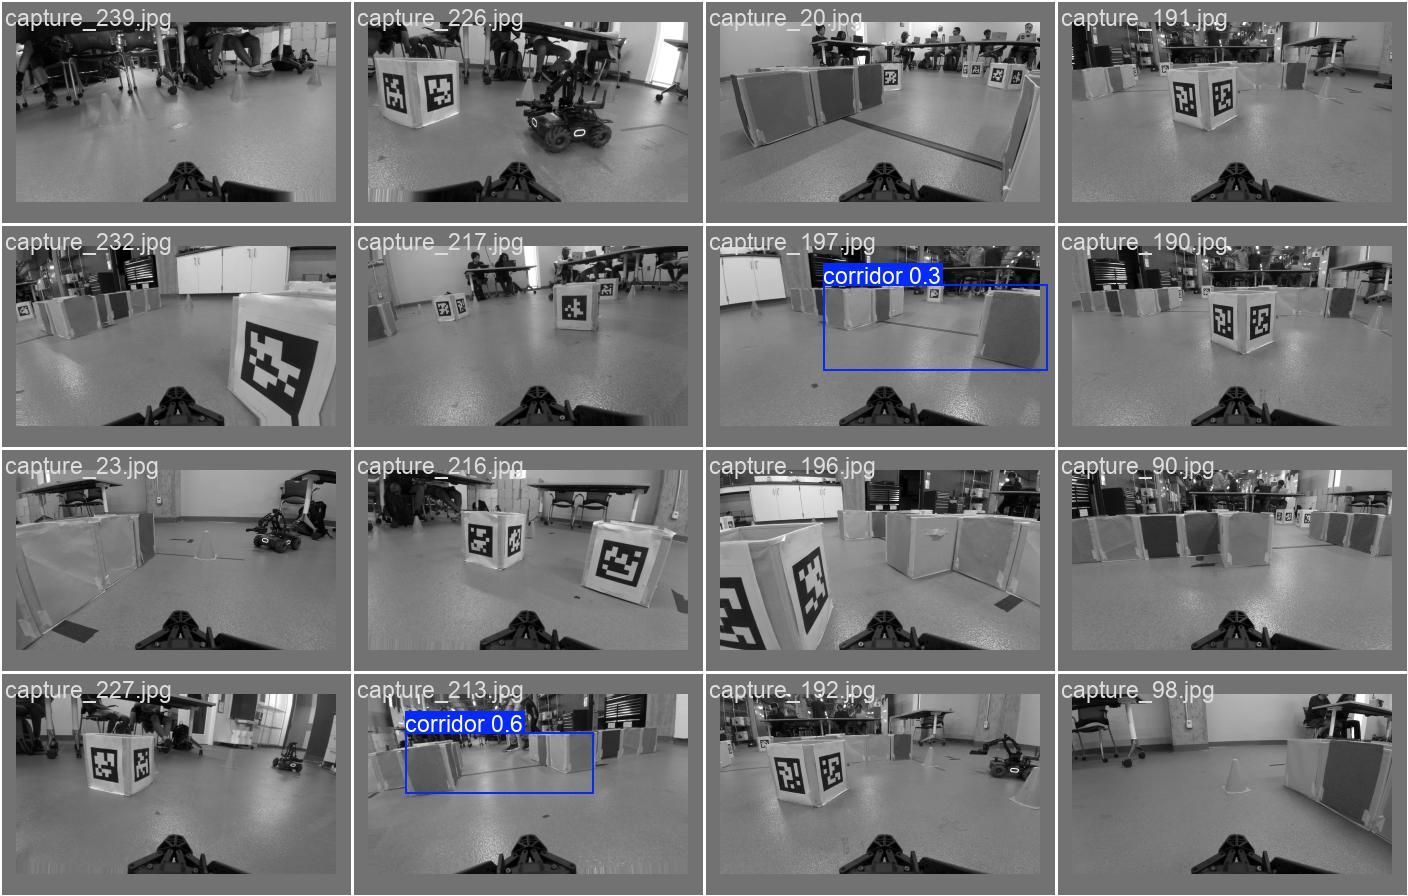 capture_239.jpg
capture_226.jpg
capture_20.jpg
capture_191.jpg
capture_232.jpg
capture_217.jpg
capture_197.jpg
corridor 0.3
capture_190.jpg
capture_23.jpg
capture_216.jpg
capture_196.jpg
capture_90.jpg
capture_227.jpg
capture_213.jpg
corridor 0.6
capture_192.jpg
capture_98.jpg